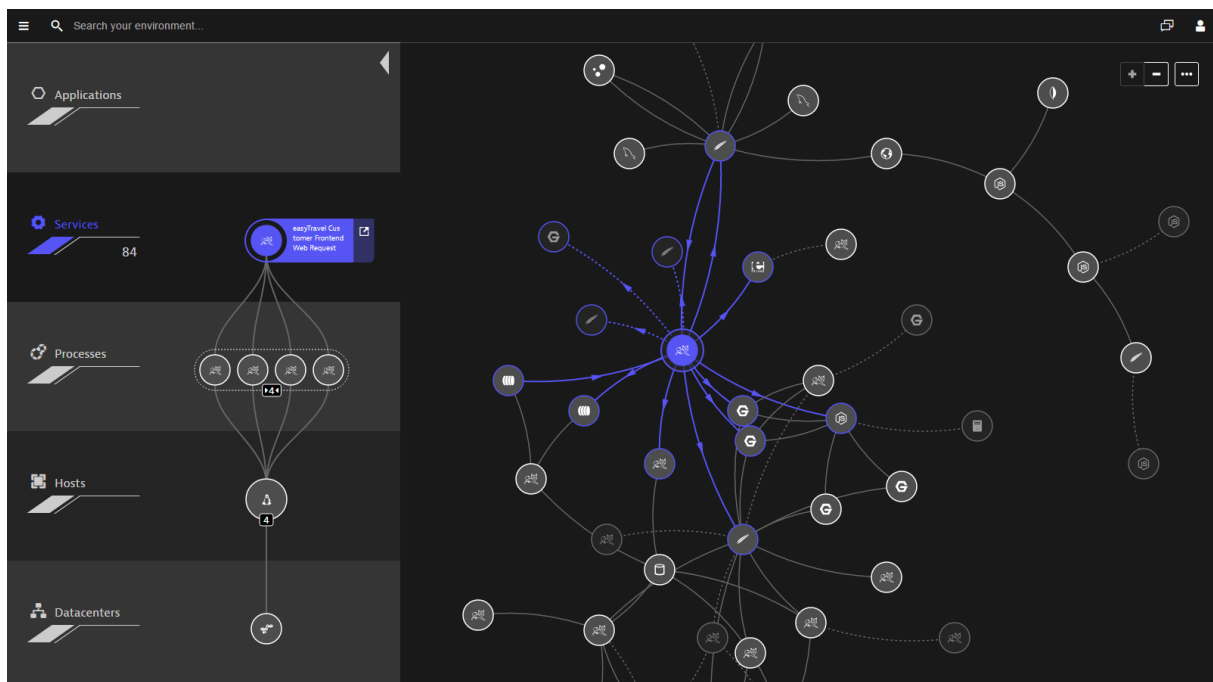 Search your environment...
Applications
Services
84
easyTravel Cus
tomer Frontend
Web Request
Processes
4
Hosts
4
Datacenters